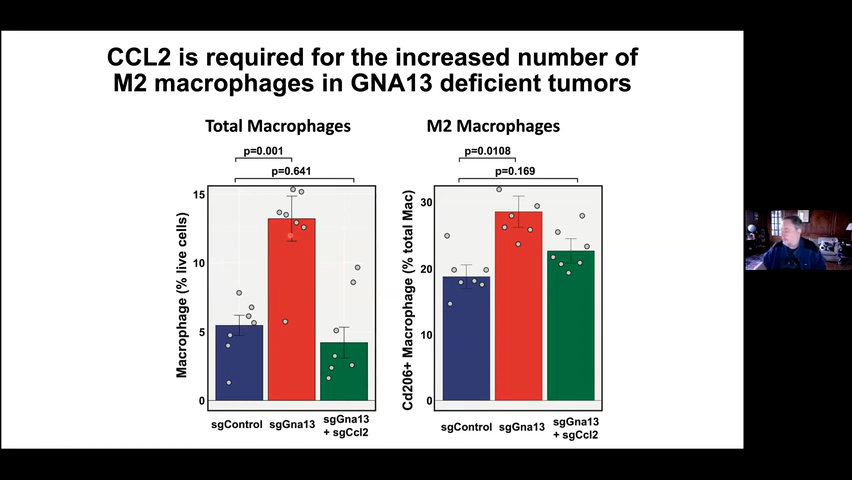 CCL2 is required for the increased number of
M2 macrophages in GNA13 deficient tumors
Total Macrophages
p=0.001
p=0.641
Macrophage (% live cells)
15
10
5
0
sgControl
sgGna13
sgGna13
+ sgCcl2
M2 Macrophages
p=0.0108
p=0.169
Cd206+ Macrophage (% total Mac)
30
20
10
0
sgControl
sgGna13
sgGna13
+ sgCcl2